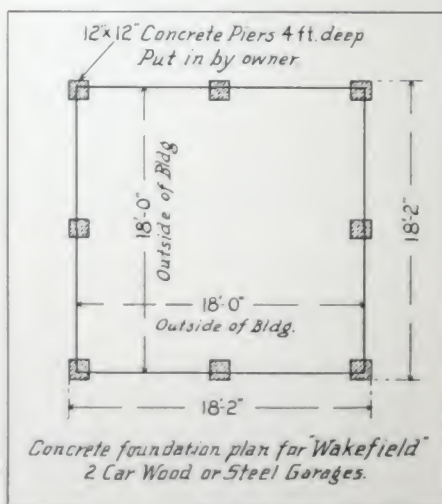 12"x12" Concrete Piers 4 ft. deep
Put in by owner
18'-0"
Outside of Bldg
18'-2"
18'-0"
Outside of Bldg.
18'-2"
Concrete foundation plan for "Wakefield"
2 Car Wood or Steel Garages.